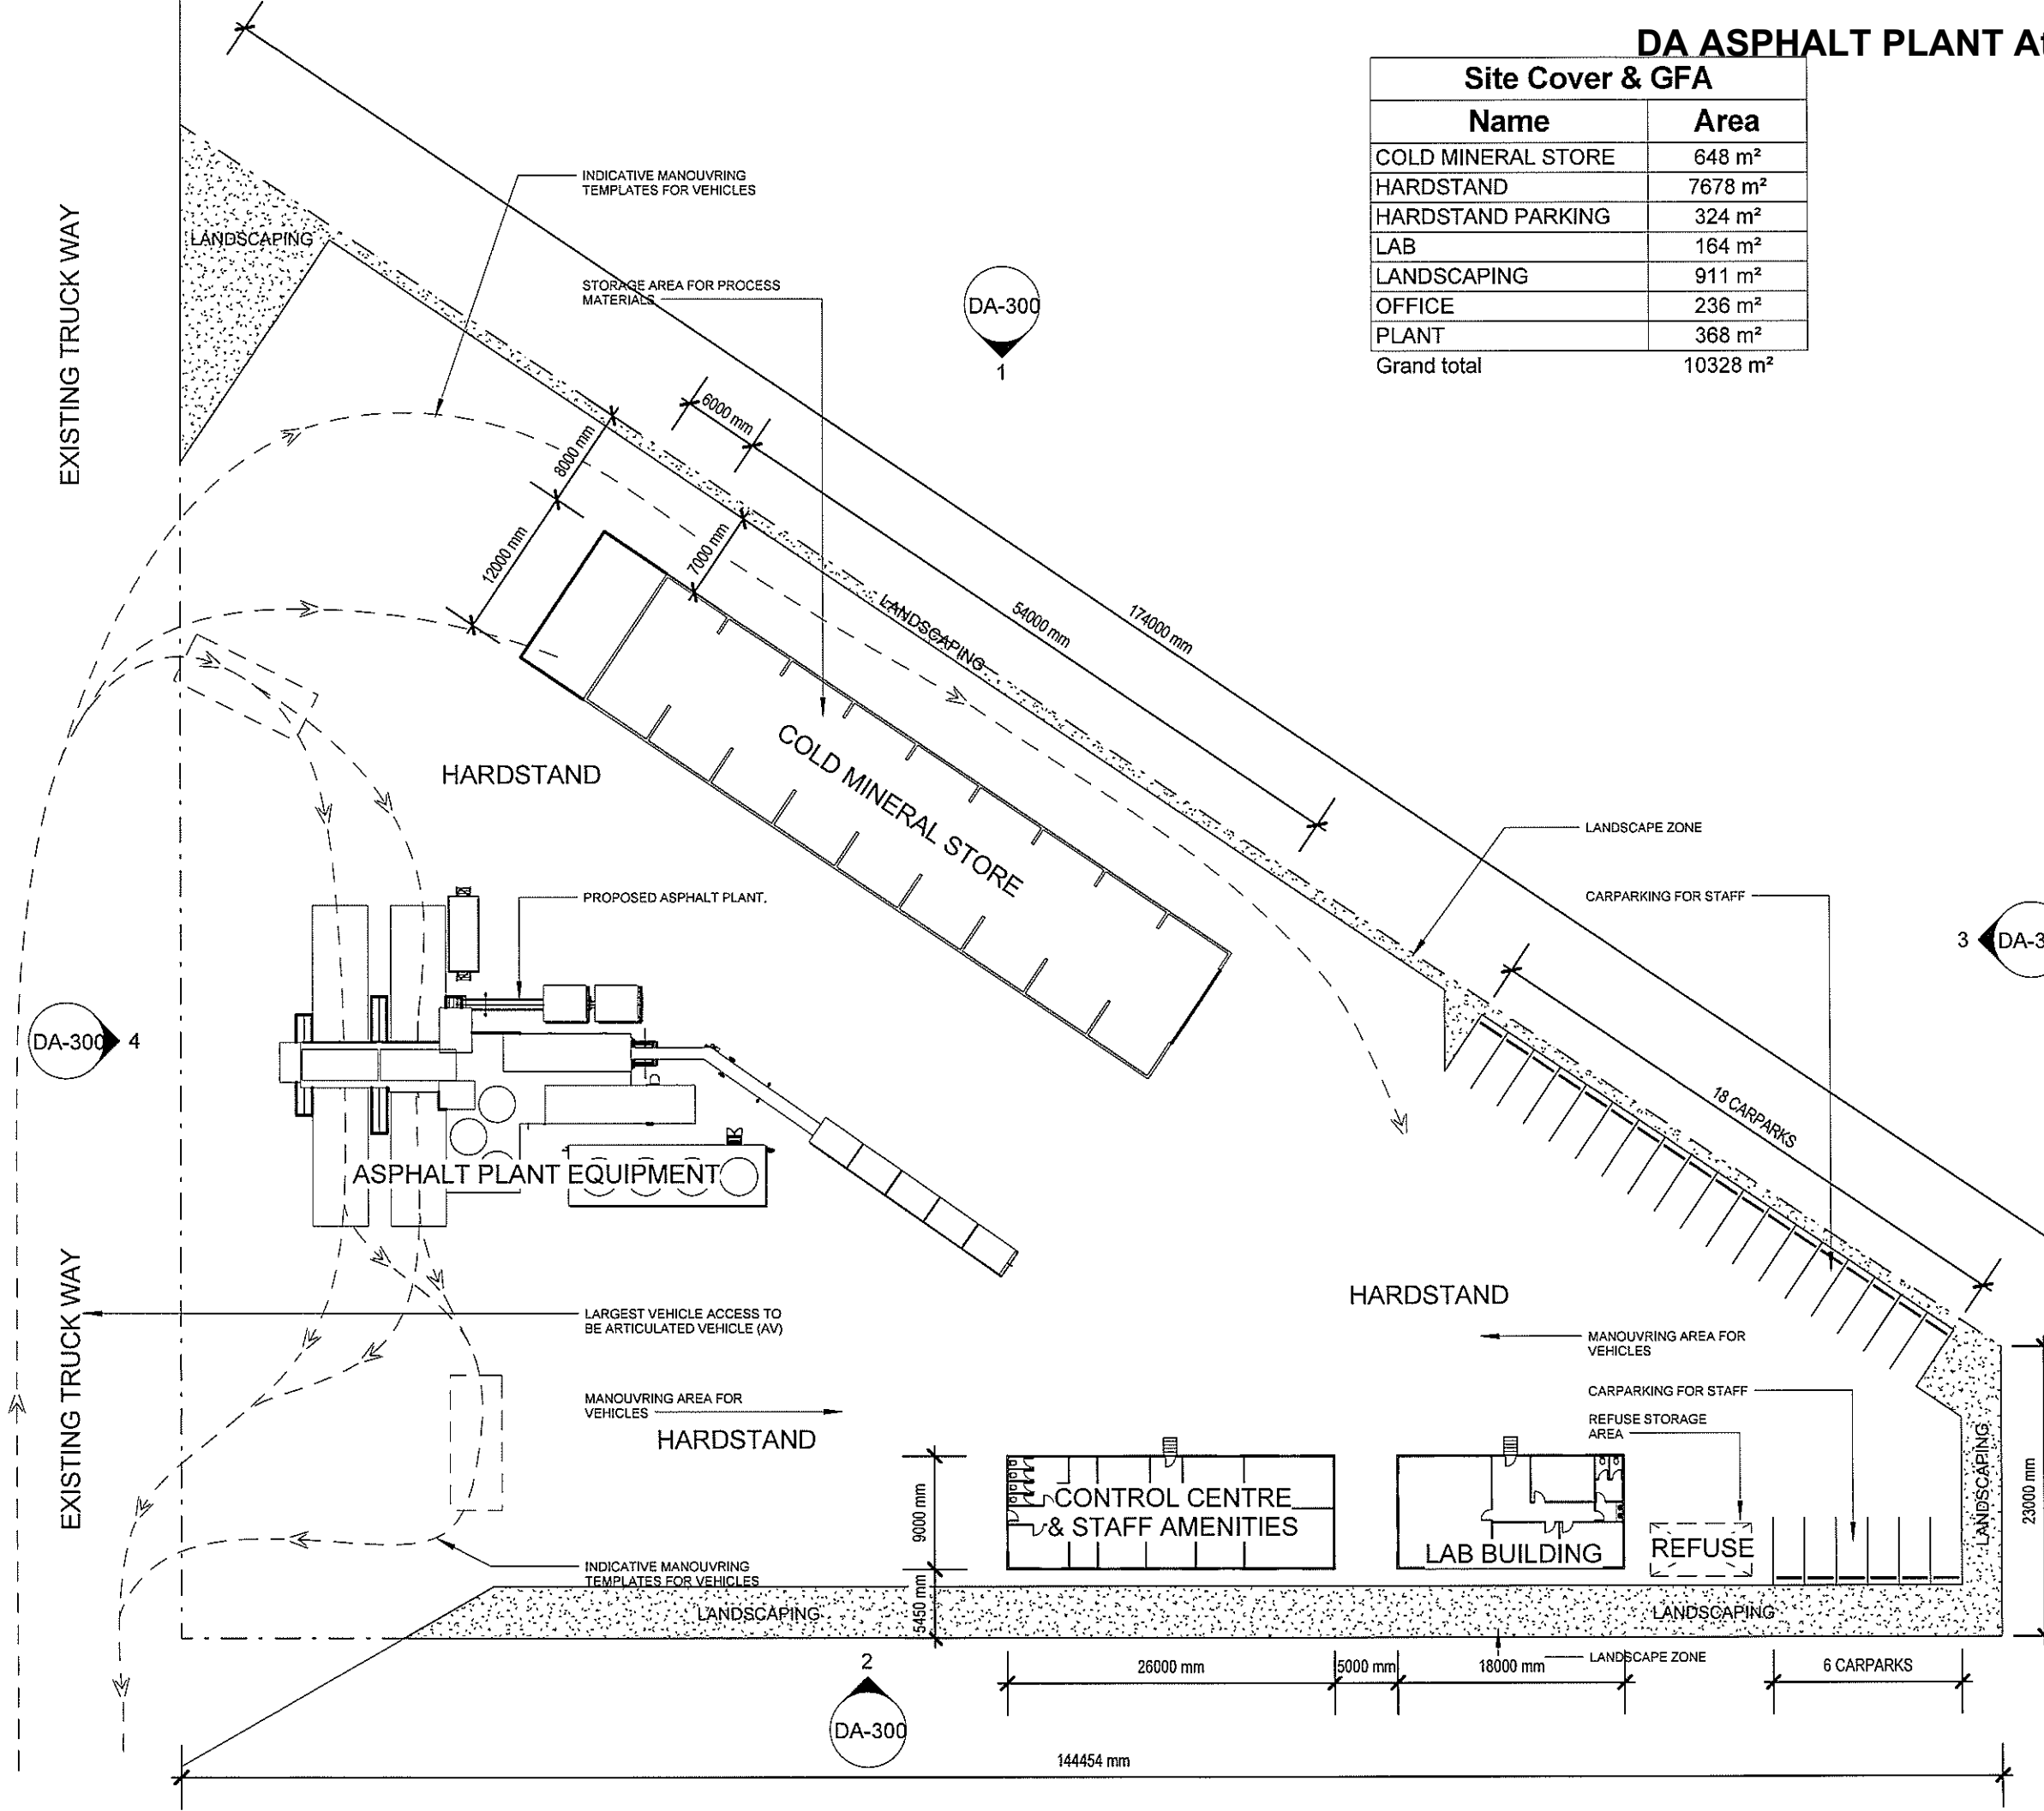 DA ASPHALT PLANT At
Site Cover & GFA
Name Area
COLD MINERAL STORE 648 m²
HARDSTAND 7678 m²
HARDSTAND PARKING 324 m²
LAB 164 m²
LANDSCAPING 911 m²
OFFICE 236 m²
PLANT 368 m²
Grand total 10328 m²
INDICATIVE MANOUVRING
TEMPLATES FOR VEHICLES
EXISTING TRUCK WAY
LANDSCAPING
STORAGE AREA FOR PROCESS
MATERIALS
DA-300
1
6000 mm
8000 mm
12000 mm
7000 mm
LANDSCAPING
54000 mm
174000 mm
HARDSTAND
COLD MINERAL STORE
LANDSCAPE ZONE
CARPARKING FOR STAFF
PROPOSED ASPHALT PLANT.
3
DA-3
DA-300
4
18 CARPARKS
ASPHALT PLANT EQUIPMENT
EXISTING TRUCK WAY
LARGEST VEHICLE ACCESS TO
BE ARTICULATED VEHICLE (AV)
HARDSTAND
MANOUVRING AREA FOR
VEHICLES
MANOUVRING AREA FOR
VEHICLES
HARDSTAND
CARPARKING FOR STAFF
REFUSE STORAGE
AREA
LANDSCAPING
23000 mm
9000 mm
CONTROL CENTRE
& STAFF AMENITIES
LAB BUILDING
REFUSE
INDICATIVE MANOUVRING
TEMPLATES FOR VEHICLES
LANDSCAPING
5450 mm
LANDSCAPING
2
DA-300
26000 mm
5000 mm
18000 mm
LANDSCAPE ZONE
6 CARPARKS
144454 mm